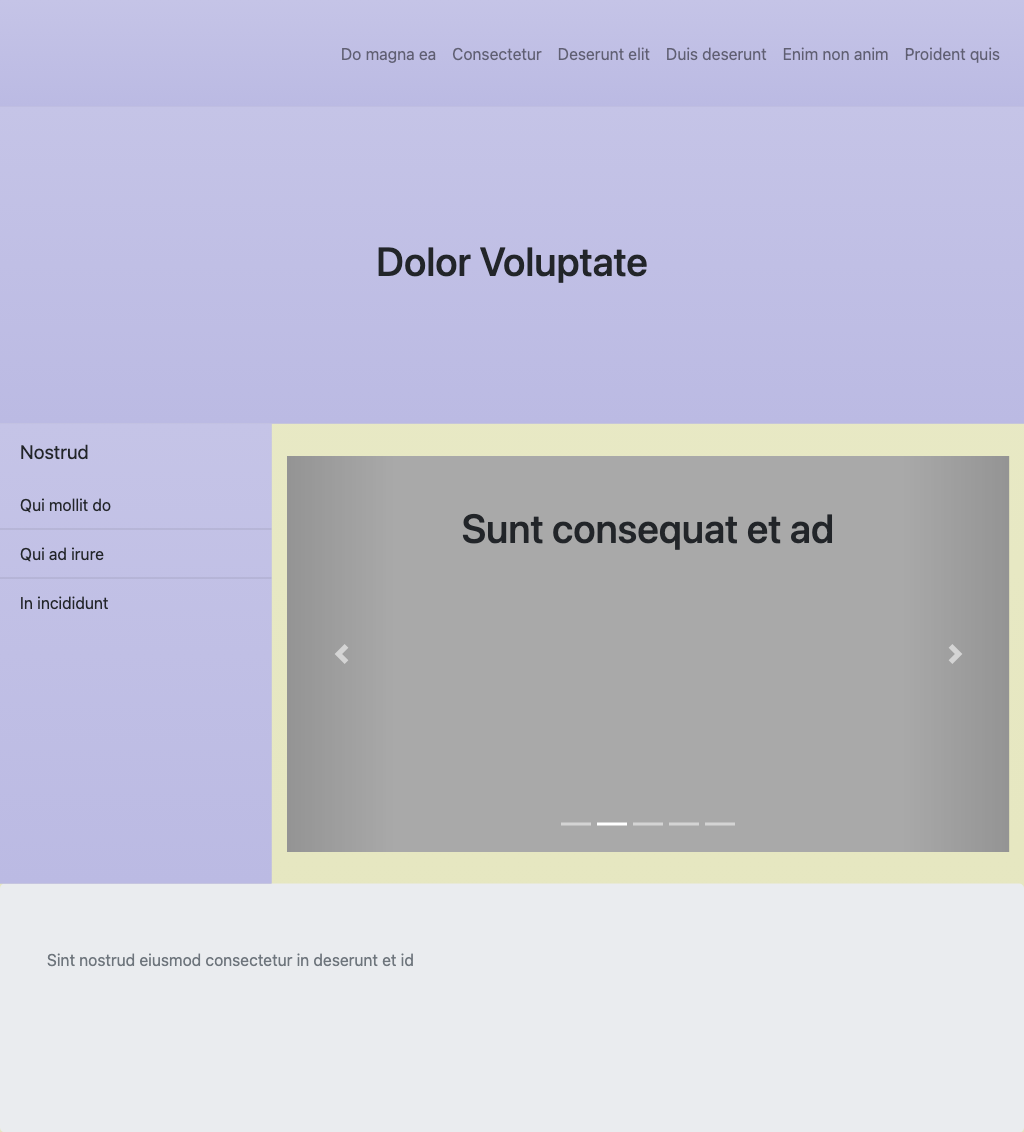 Do magna ea Consectetur Deserunt elit Duis deserunt Enim non anim Proident quis
Dolor Voluptate
Nostrud
Qui mollit do
Qui ad irure
In incididunt
Sunt consequat et ad
Sint nostrud eiusmod consectetur in deserunt et id